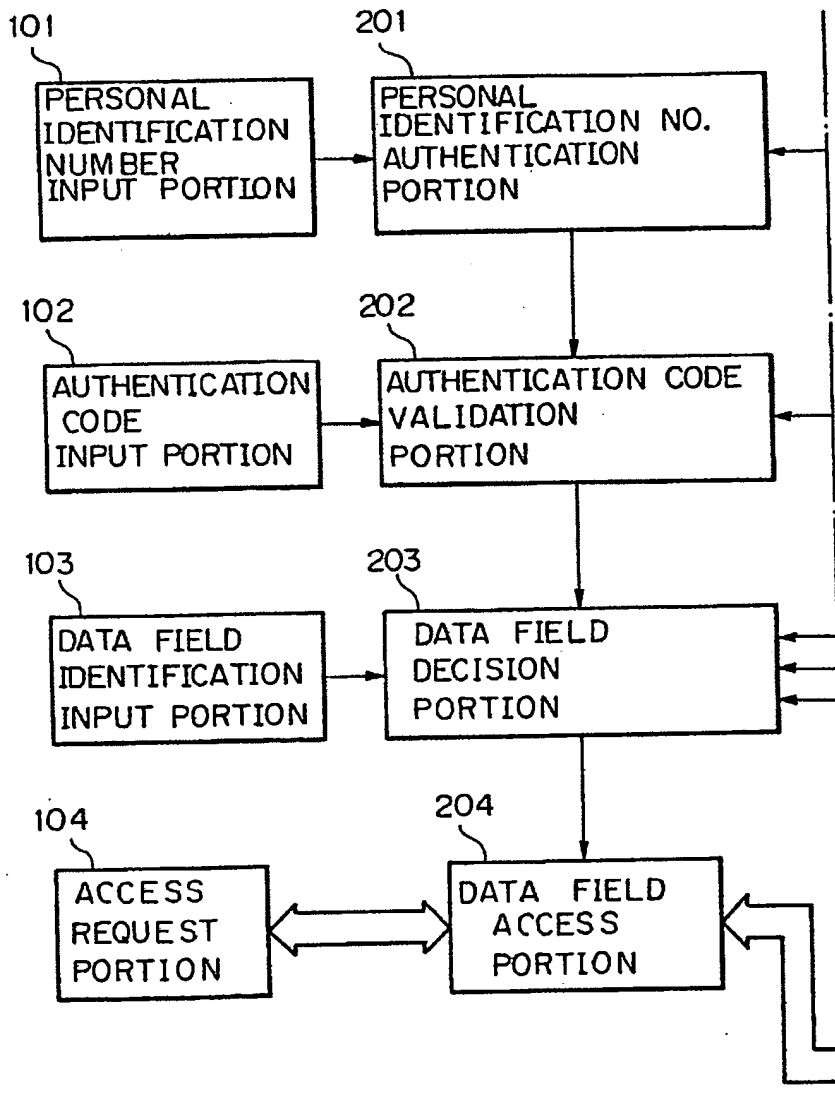 101
201
PERSONAL
IDENTIFICATION
NUMBER
INPUT PORTION
PERSONAL
IDENTIFICATION NO.
AUTHENTICATION
PORTION
102
202
AUTHENTICATION
CODE
INPUT PORTION
AUTHENTICATION CODE
VALIDATION
PORTION
103
203
DATA FIELD
IDENTIFICATION
INPUT PORTION
DATA FIELD
DECISION
PORTION
104
204
ACCESS
REQUEST
PORTION
DATA FIELD
ACCESS
PORTION